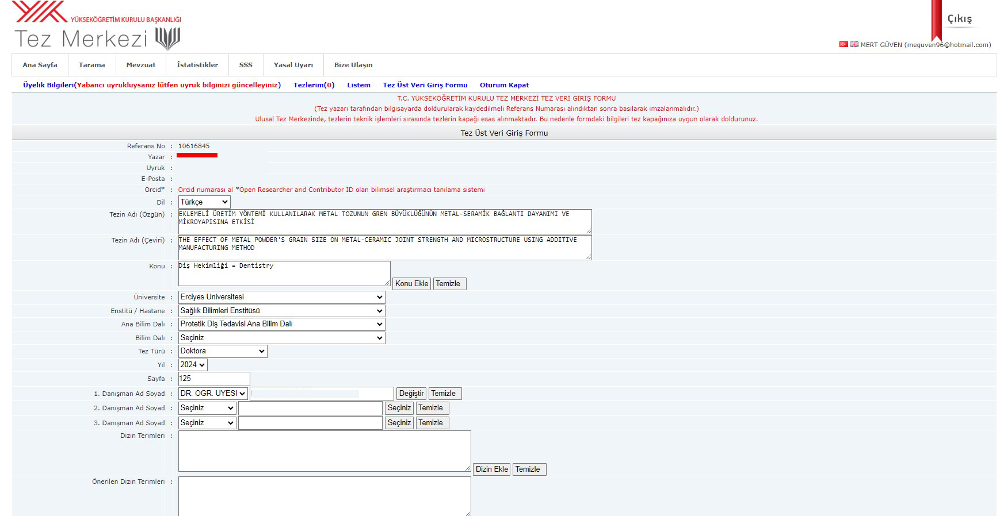 YÜKSEKÖĞRETİM KURULU BAŞKANLIĞI
Tez Merkezi
Çıkış
MERT GÜVEN (meguven96@hotmail.com)
Ana Sayfa Tarama Mevzuat İstatistikler SSS Yasal Uyarı Bize Ulaşın
Üyelik Bilgileri(Yabancı uyrukluysanız lütfen uyruk bilginizi güncelleyiniz) Tezlerim(0) Listem Tez Üst Veri Giriş Formu Oturum Kapat
T.C. YÜKSEKÖĞRETİM KURULU TEZ MERKEZİ TEZ VERİ GİRİŞ FORMU
(Tez yazarı tarafından bilgisayarda doldurularak kaydedilmeli Referans Numarası alındıktan sonra basılarak imzalanmalıdır.)
Ulusal Tez Merkezinde, tezlerin teknik işlemleri sırasında tezlerin kapağı esas alınmaktadır. Bu nedenle formdaki bilgileri tez kapağınıza uygun olarak doldurunuz.
Tez Üst Veri Giriş Formu
Referans No : 10616845
Yazar :
Uyruk :
E-Posta :
Orcid* : Orcid numarası al *Open Researcher and Contributor ID olan bilimsel araştırmacı tanılama sistemi
Dil : Türkçe
Tezin Adı (Özgün) : EKLEMELİ ÜRETİM YÖNTEMİ KULLANILARAK METAL TOZUNUN GREN BÜYÜKLÜĞÜNÜN METAL-SERAMİK BAĞLANTI DAYANIMI VE
MİKROYAPISINA ETKİSİ
Tezin Adı (Çeviri) : THE EFFECT OF METAL POWDER'S GRAIN SIZE ON METAL-CERAMIC JOINT STRENGTH AND MICROSTRUCTURE USING ADDITIVE
MANUFACTURING METHOD
Konu : Diş Hekimliği = Dentistry
Konu Ekle Temizle
Üniversite : Erciyes Universitesi
Enstitü / Hastane : Sağlık Bilimleri Enstitüsü
Ana Bilim Dalı : Protetik Diş Tedavisi Ana Bilim Dalı
Bilim Dalı : Seçiniz
Tez Türü : Doktora
Yıl : 2024
Sayfa : 125
1. Danışman Ad Soyad : DR. OGR. UYESI Değiştir Temizle
2. Danışman Ad Soyad : Seçiniz Seçiniz Temizle
3. Danışman Ad Soyad : Seçiniz Seçiniz Temizle
Dizin Terimleri :
Dizin Ekle Temizle
Önerilen Dizin Terimleri :